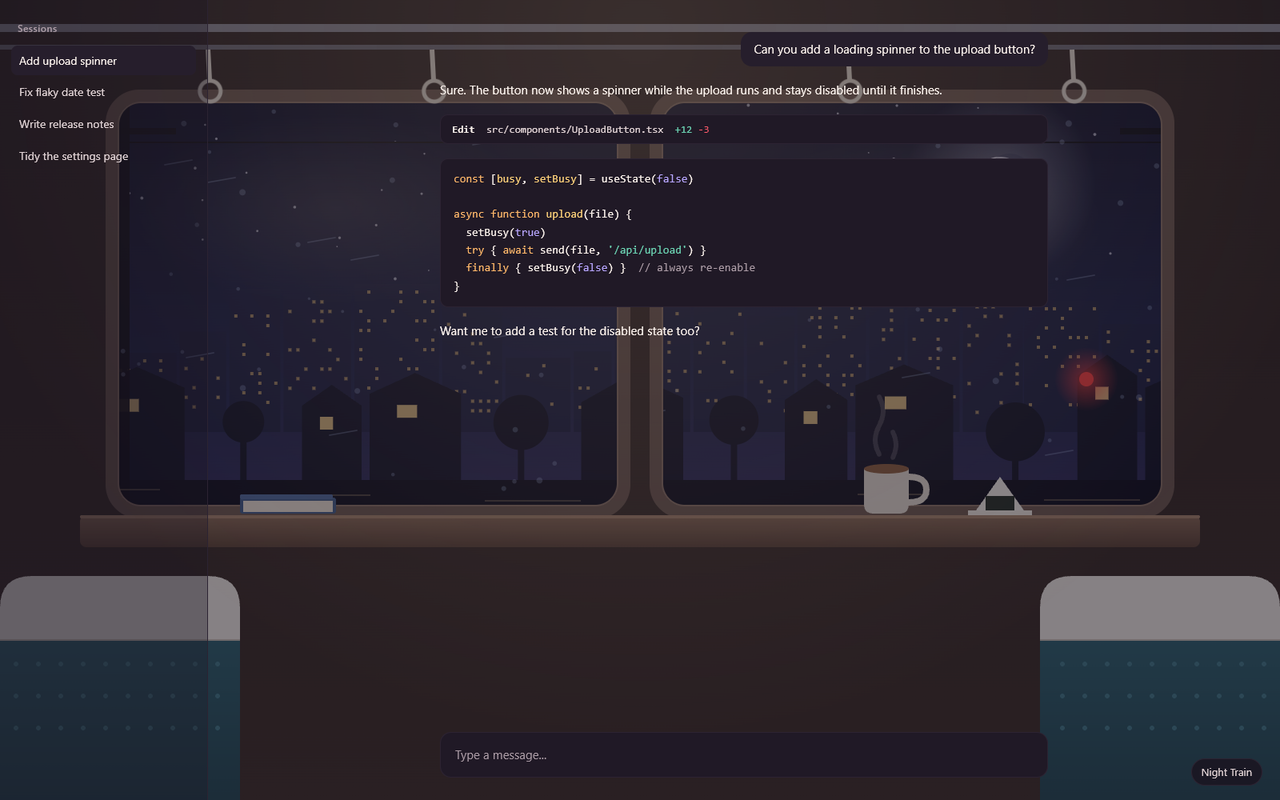 Sessions
Add upload spinner
Fix flaky date test
Write release notes
Tidy the settings page
Can you add a loading spinner to the upload button?
Sure. The button now shows a spinner while the upload runs and stays disabled until it finishes.
Edit src/components/UploadButton.tsx +12 -3
const [busy, setBusy] = useState(false)
async function upload(file) {
  setBusy(true)
  try { await send(file, '/api/upload') }
  finally { setBusy(false) }  // always re-enable
}
Want me to add a test for the disabled state too?
Type a message...
Night Train